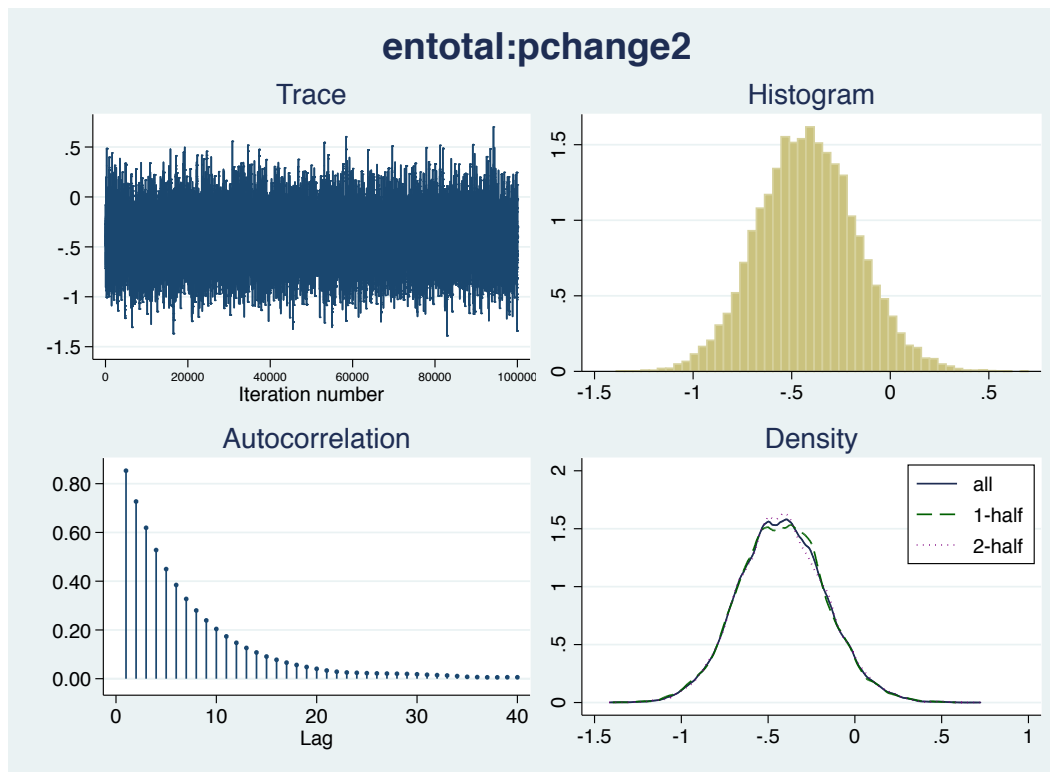 entotal:pchange2
Trace
.5
0
-.5
-1
-1.5
0 20000 40000 60000 80000 100000
Iteration number
Histogram
1.5
1
.5
0
-1.5 -1 -.5 0 .5
Autocorrelation
0.80
0.60
0.40
0.20
0.00
0 10 20 30 40
Lag
Density
2
1.5
1
.5
0
-1.5 -1 -.5 0 .5 1
all
1-half
2-half